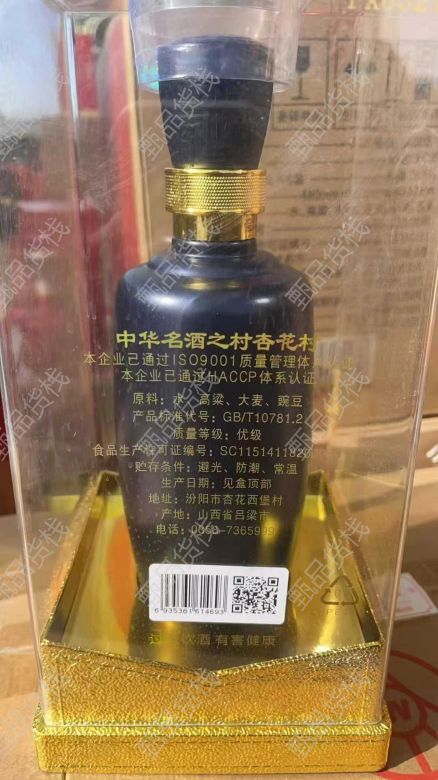 中华名酒之村杏花村
本企业已通过ISO9001质量管理体
本企业已通过HACCP体系认证
原料：水、高粱、大麦、豌豆
产品标准代号：GB/T10781.2
质量等级：优级
食品生产许可证编号：SC1151411820
贮存条件：避光、防潮、常温
生产日期：见盒顶部
地址：汾阳市杏花西堡村
产地：山西省吕梁市
电话：
6 935361 614693
饮酒 有害健康
甄品货栈